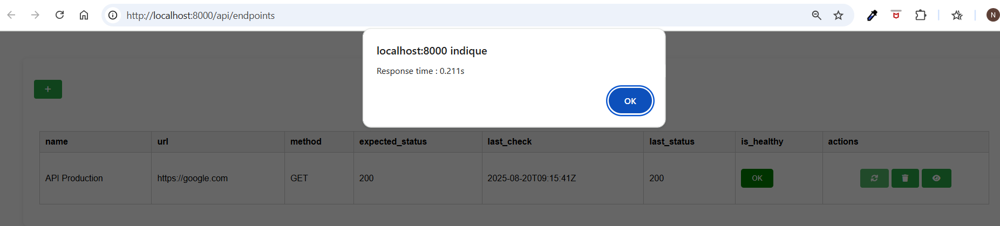 http://localhost:8000/api/endpoints
N
localhost:8000 indique
Response time : 0.211s
OK
+
name url method expected_status last_check last_status is_healthy actions
API Production https://google.com GET 200 2025-08-20T09:15:41Z 200 OK